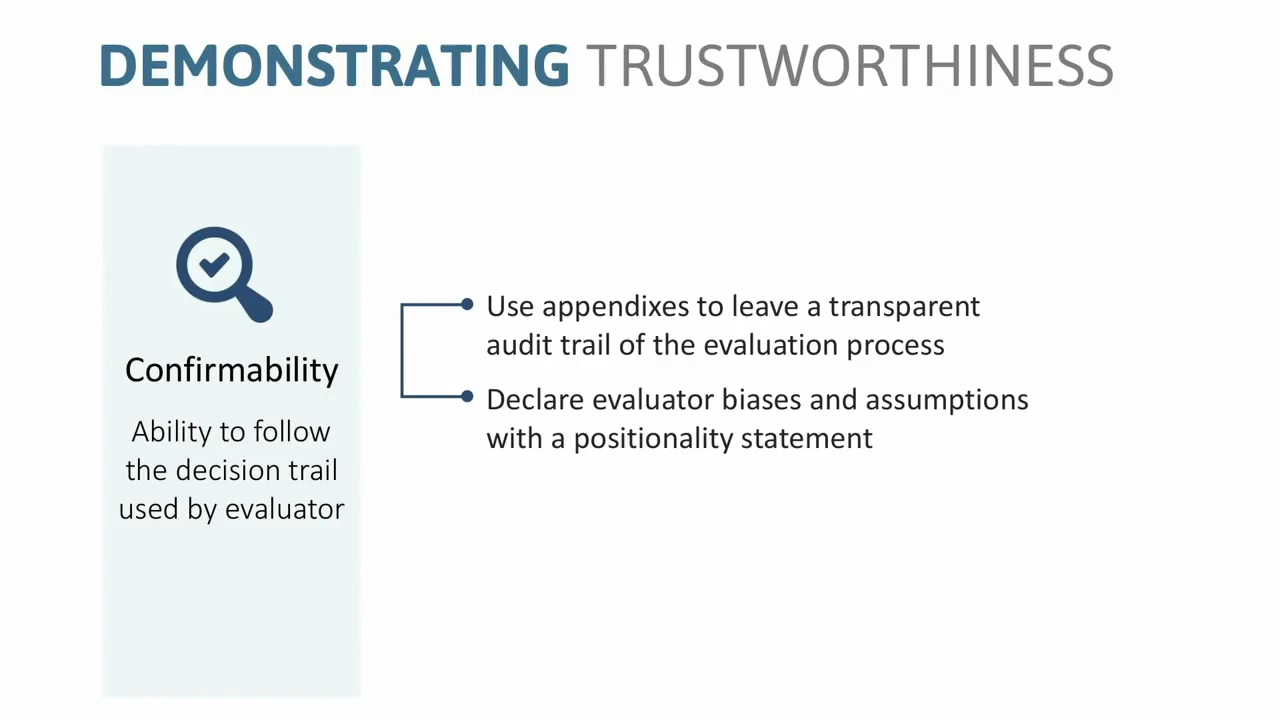 DEMONSTRATING TRUSTWORTHINESS
Confirmability
Ability to follow
the decision trail
used by evaluator
Use appendixes to leave a transparent
audit trail of the evaluation process
Declare evaluator biases and assumptions
with a positionality statement